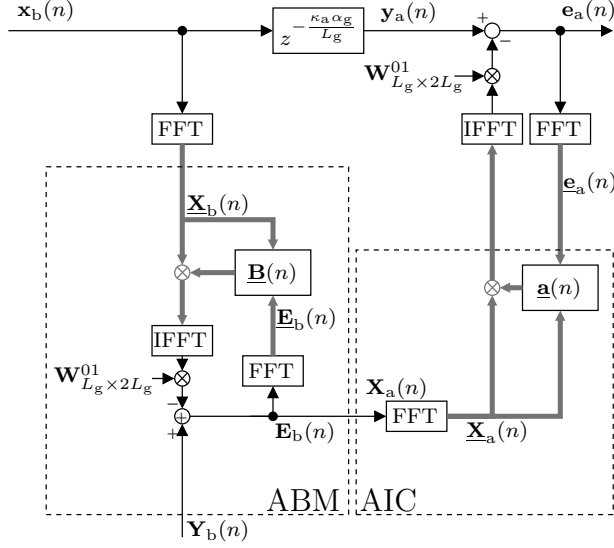 x_b(n)
z^{-\frac{κ_a α_g}{L_g}}
y_a(n)
+
−
e_a(n)
W^{01}_{L_g×2L_g}
FFT
IFFT
FFT
X_b(n)
e_a(n)
B(n)
a(n)
E_b(n)
IFFT
W^{01}_{L_g×2L_g}
FFT
−
+
+
E_b(n)
X_a(n)
FFT
X_a(n)
ABM
AIC
Y_b(n)